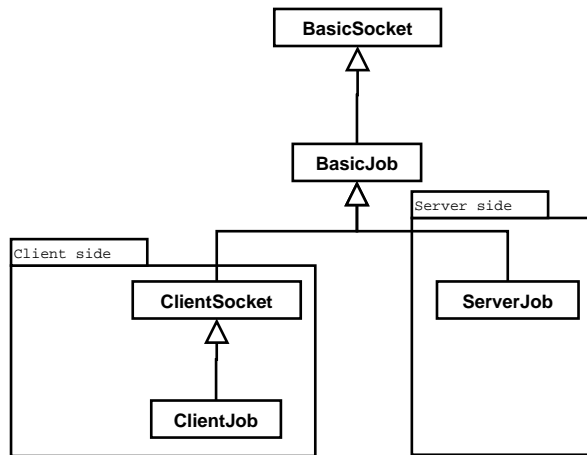 BasicSocket
BasicJob
Server side
Client side
ClientSocket
ServerJob
ClientJob